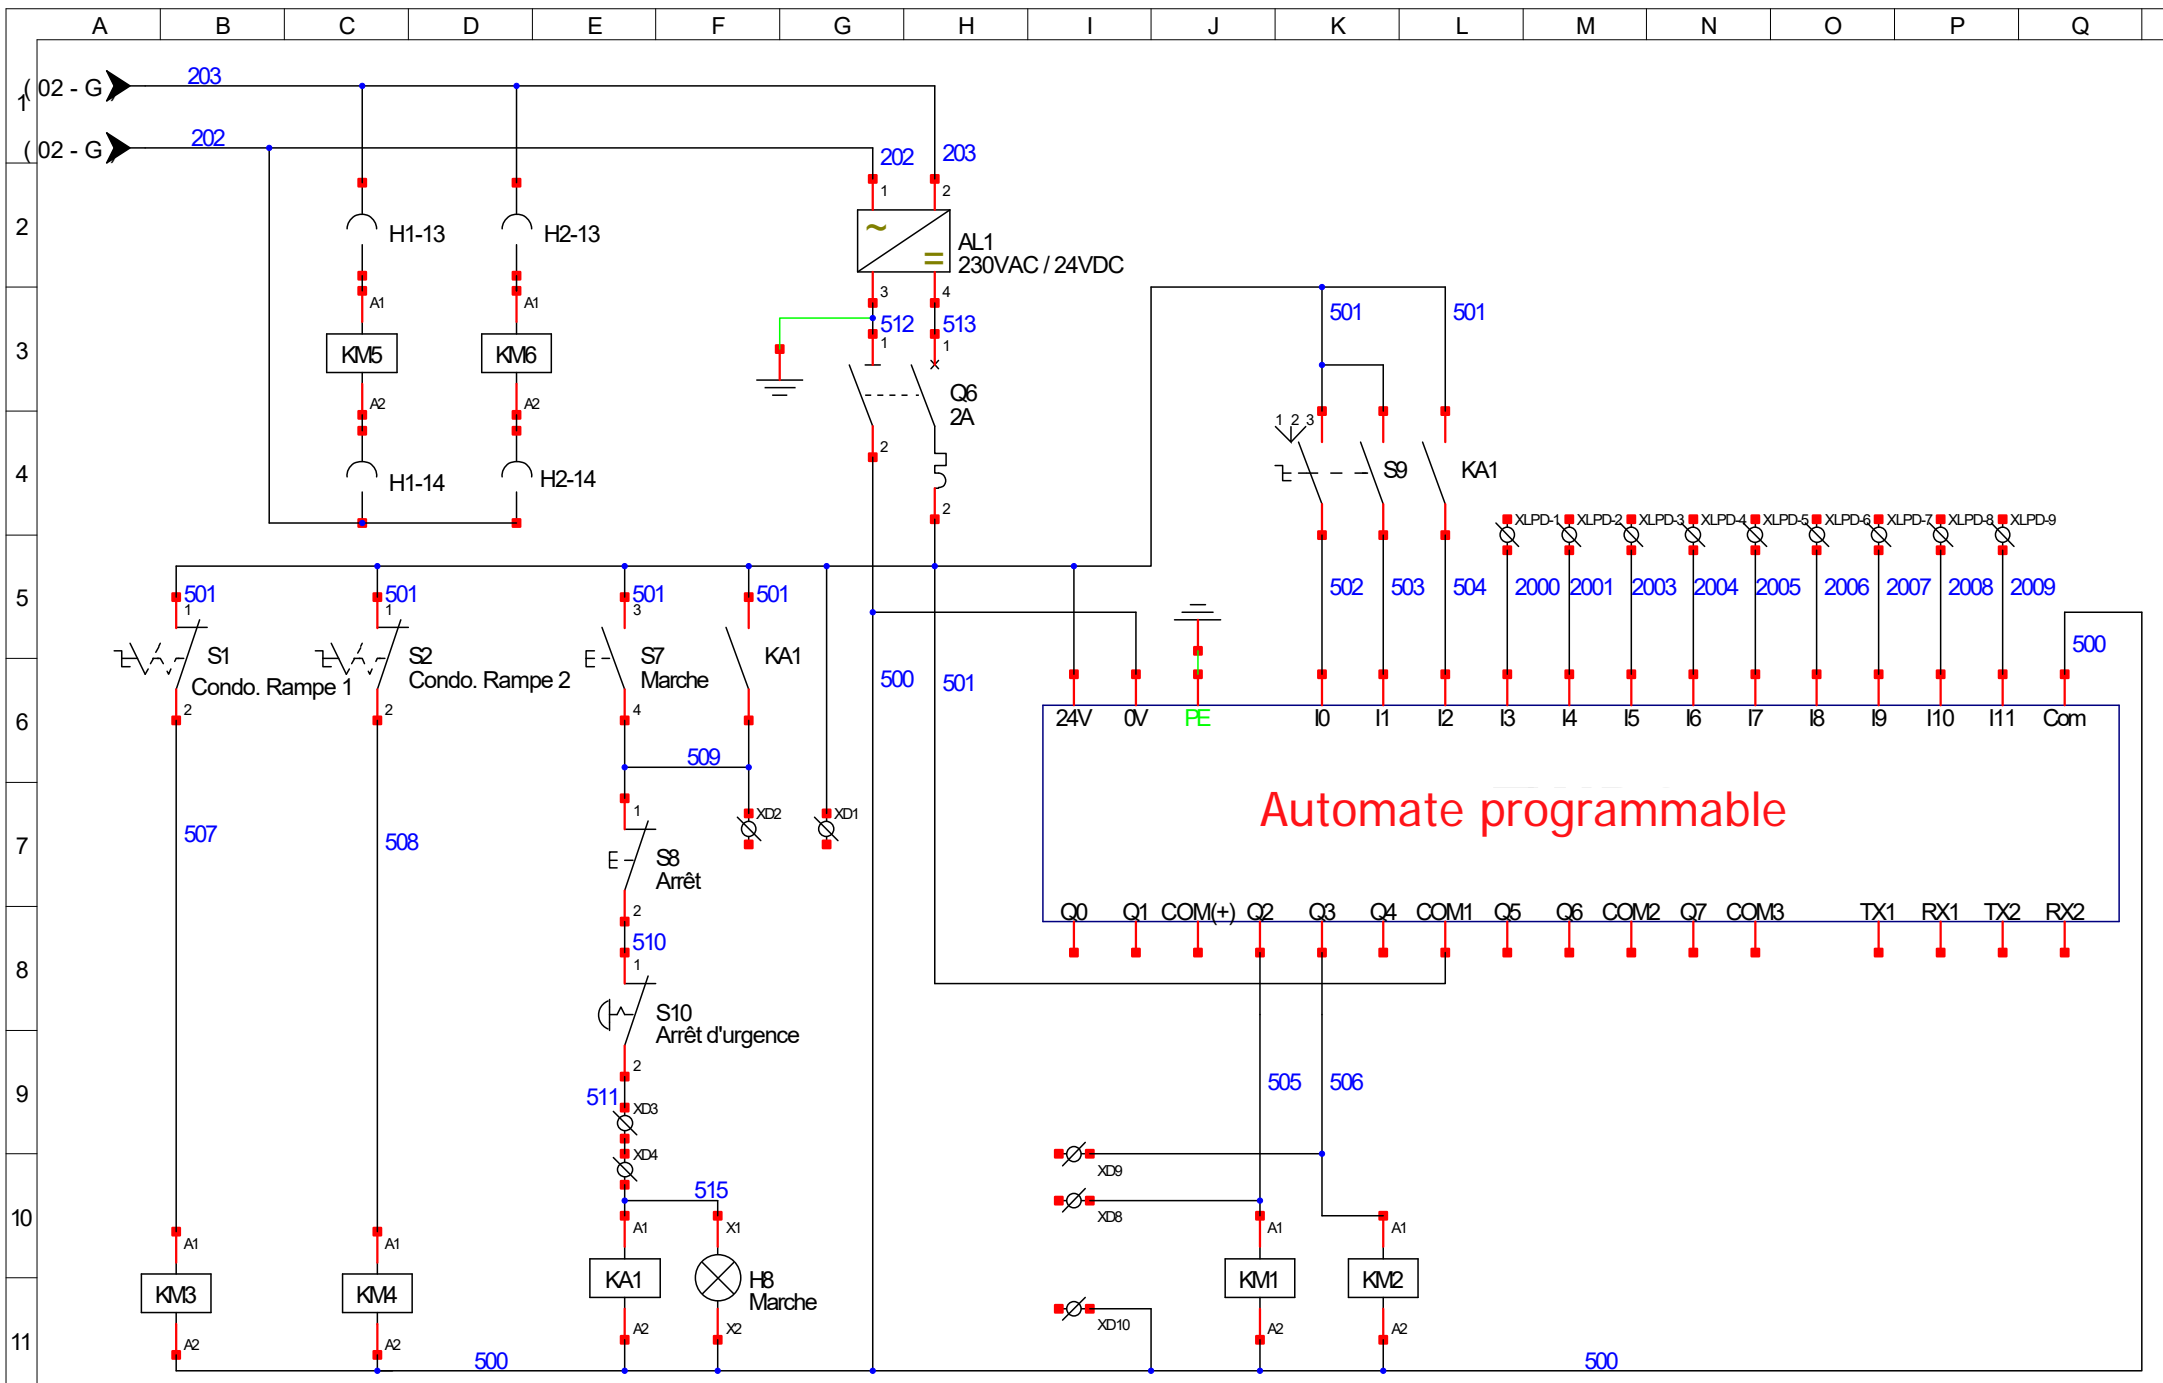 A B C D E F G H I J K L M N O P Q
1
( 02 - G
203
( 02 - G
202
202 203
1 2
2
H1-13 H2-13
AL1
230VAC / 24VDC
A1 A1
3 4
512 513
501 501
1 1
3
KM5 KM6
Q6
2A
A2 A2
1 2 3
2
4
H1-14 H2-14
S9 KA1
2
XLPD-1 XLPD-2 XLPD-3 XLPD-4 XLPD-5 XLPD-6 XLPD-7 XLPD-8 XLPD-9
5
501 501 501 501
502 503 504 2000 2001 2003 2004 2005 2006 2007 2008 2009
1 1 3
500
S1
Condo. Rampe 1
S2
Condo. Rampe 2
S7
Marche
KA1
500 501
2 2 4
6
24V 0V PE I0 I1 I2 I3 I4 I5 I6 I7 I8 I9 I10 I11 Com
509
1
XD2 XD1
Automate programmable
7
507 508
S8
Arrêt
2
Q0 Q1 COM(+) Q2 Q3 Q4 COM1 Q5 Q6 COM2 Q7 COM3 TX1 RX1 TX2 RX2
510
8
1
S10
Arrêt d'urgence
2
9
505 506
511
XD3
XD4
XD9
515
10
XD8
A1 X1 A1 A1
A1 A1
KA1
H8
Marche
KM1 KM2
KM3 KM4
XD10
A2 X2 A2 A2
11
A2 A2
500 500